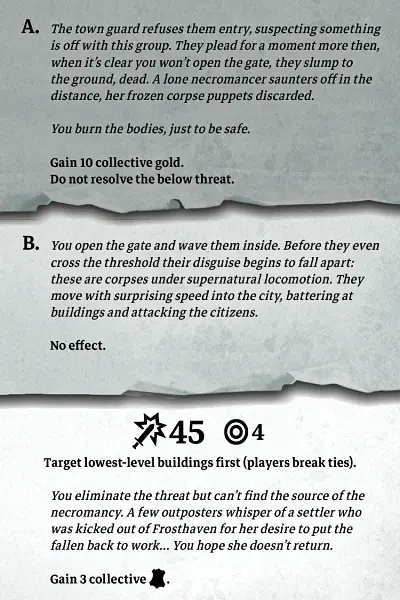 A. The town guard refuses them entry, suspecting something
is off with this group. They plead for a moment more then,
when it's clear you won't open the gate, they slump to
the ground, dead. A lone necromancer saunters off in the
distance, her frozen corpse puppets discarded.
You burn the bodies, just to be safe.
Gain 10 collective gold.
Do not resolve the below threat.
B. You open the gate and wave them inside. Before they even
cross the threshold their disguise begins to fall apart:
these are corpses under supernatural locomotion. They
move with surprising speed into the city, battering at
buildings and attacking the citizens.
No effect.
45 4
Target lowest-level buildings first (players break ties).
You eliminate the threat but can't find the source of the
necromancy. A few outposters whisper of a settler who
was kicked out of Frosthaven for her desire to put the
fallen back to work... You hope she doesn't return.
Gain 3 collective .